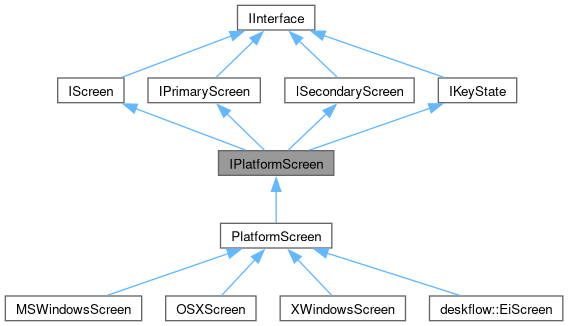 IInterface
IScreen
IPrimaryScreen
ISecondaryScreen
IKeyState
IPlatformScreen
PlatformScreen
MSWindowsScreen
OSXScreen
XWindowsScreen
deskflow::EiScreen